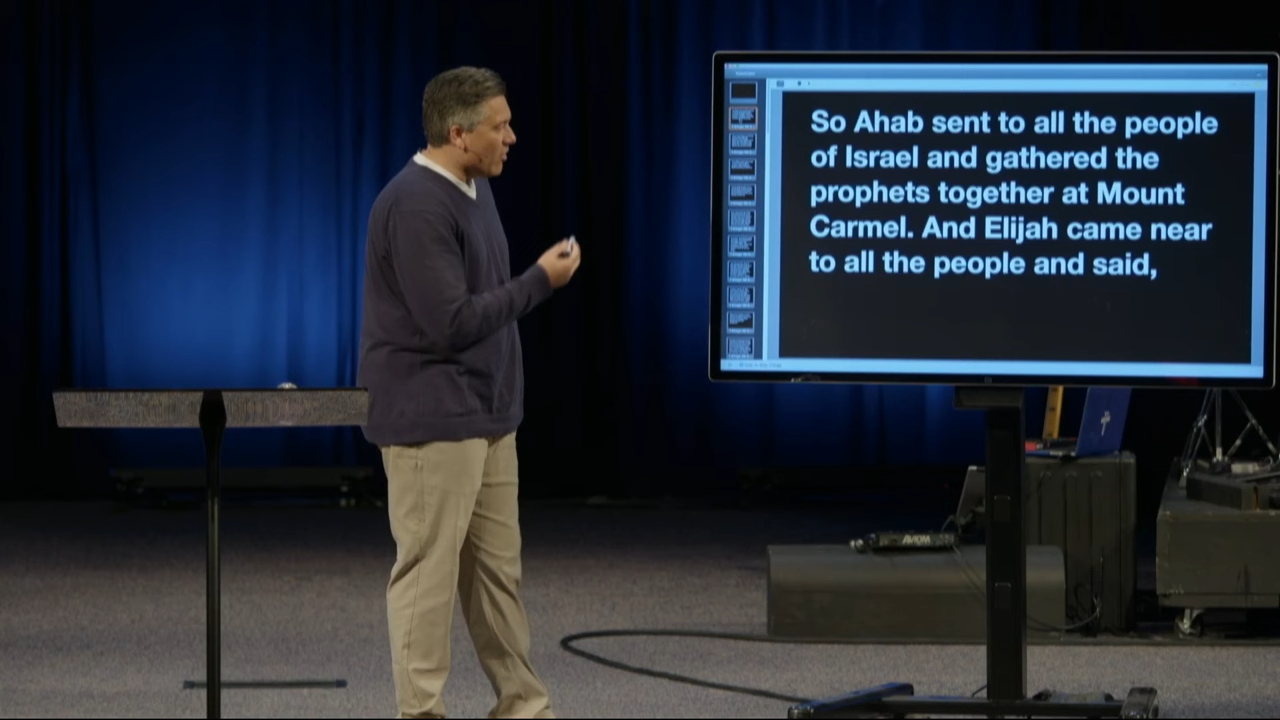 So Ahab sent to all the people
of Israel and gathered the
prophets together at Mount
Carmel. And Elijah came near
to all the people and said,
AVIOM